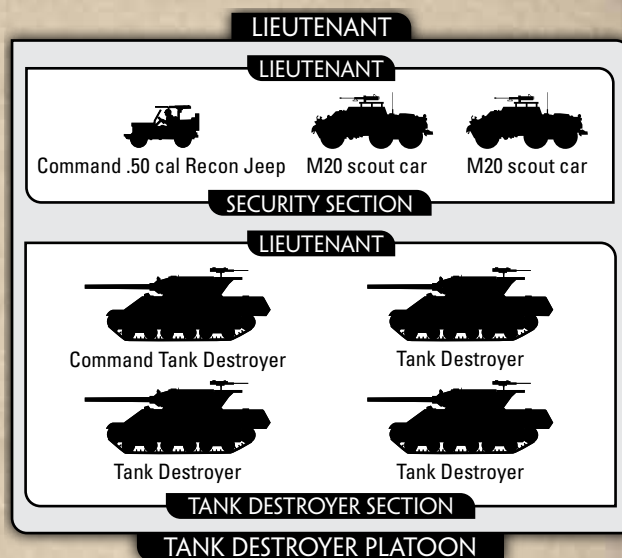 LIEUTENANT
LIEUTENANT
Command .50 cal Recon Jeep M20 scout car M20 scout car
SECURITY SECTION
LIEUTENANT
Command Tank Destroyer Tank Destroyer
Tank Destroyer Tank Destroyer
TANK DESTROYER SECTION
TANK DESTROYER PLATOON